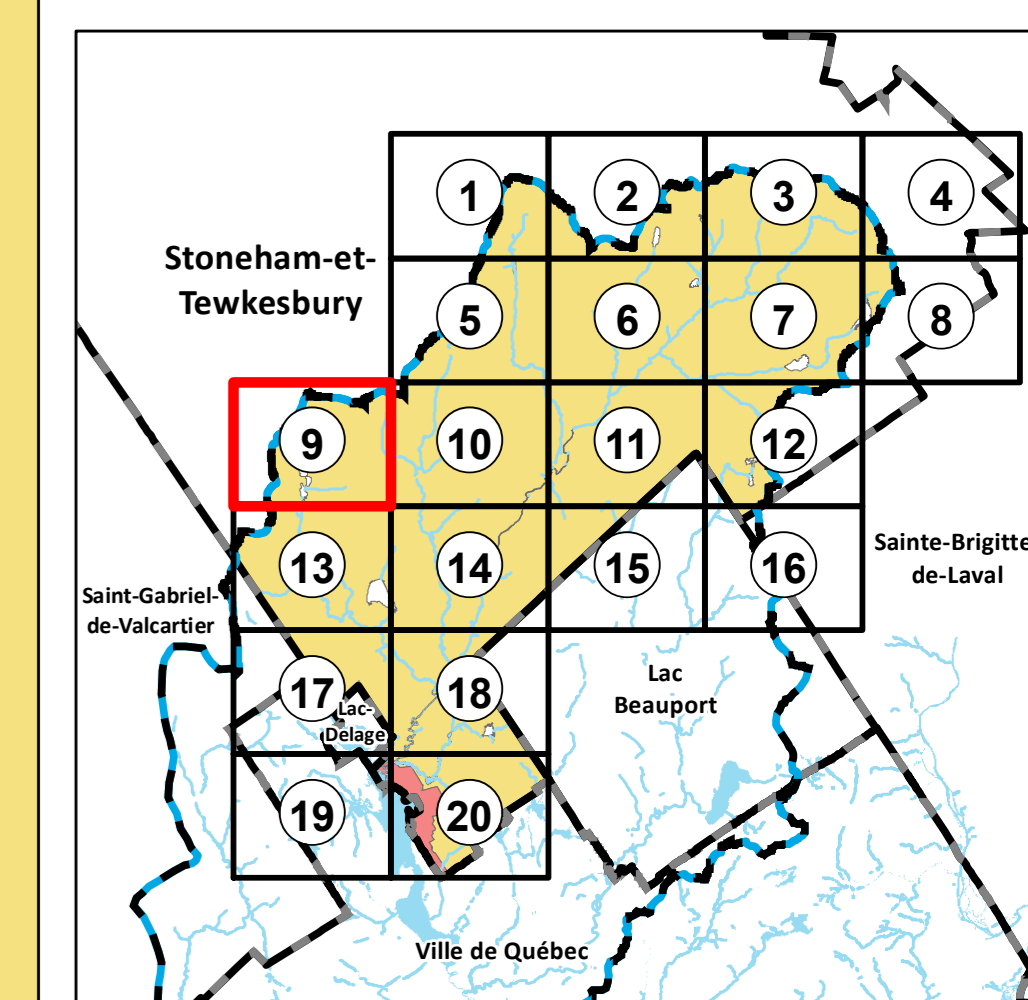 1
2
3
4
Stoneham-et-
Tewkesbury
5
6
7
8
9
10
11
12
13
14
15
16
Sainte-Brigitte
de-Laval
Saint-Gabriel-
de-Valcartier
17
18
Lac-
Delage
Lac
Beauport
19
20
Ville de Québec